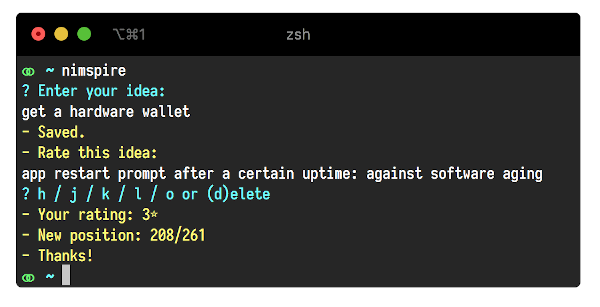 ⌥⌘1 zsh
~ nimspire
? Enter your idea:
get a hardware wallet
- Saved.
- Rate this idea:
app restart prompt after a certain uptime: against software aging
? h / j / k / l / o or (d)elete
- Your rating: 3☆
- New position: 208/261
- Thanks!
~